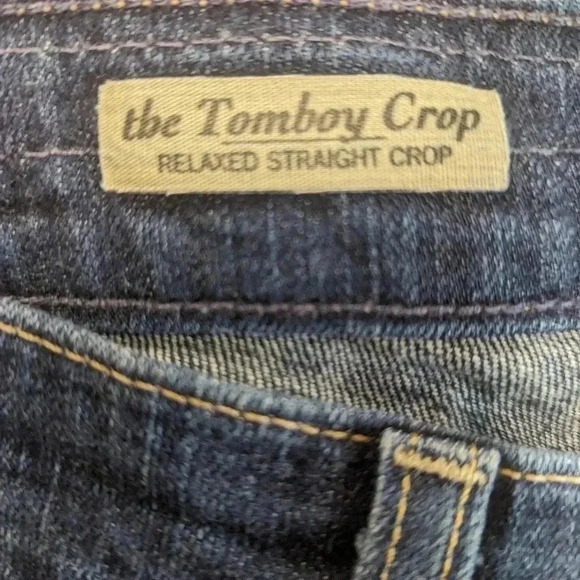 the Tomboy Crop
RELAXED STRAIGHT CROP